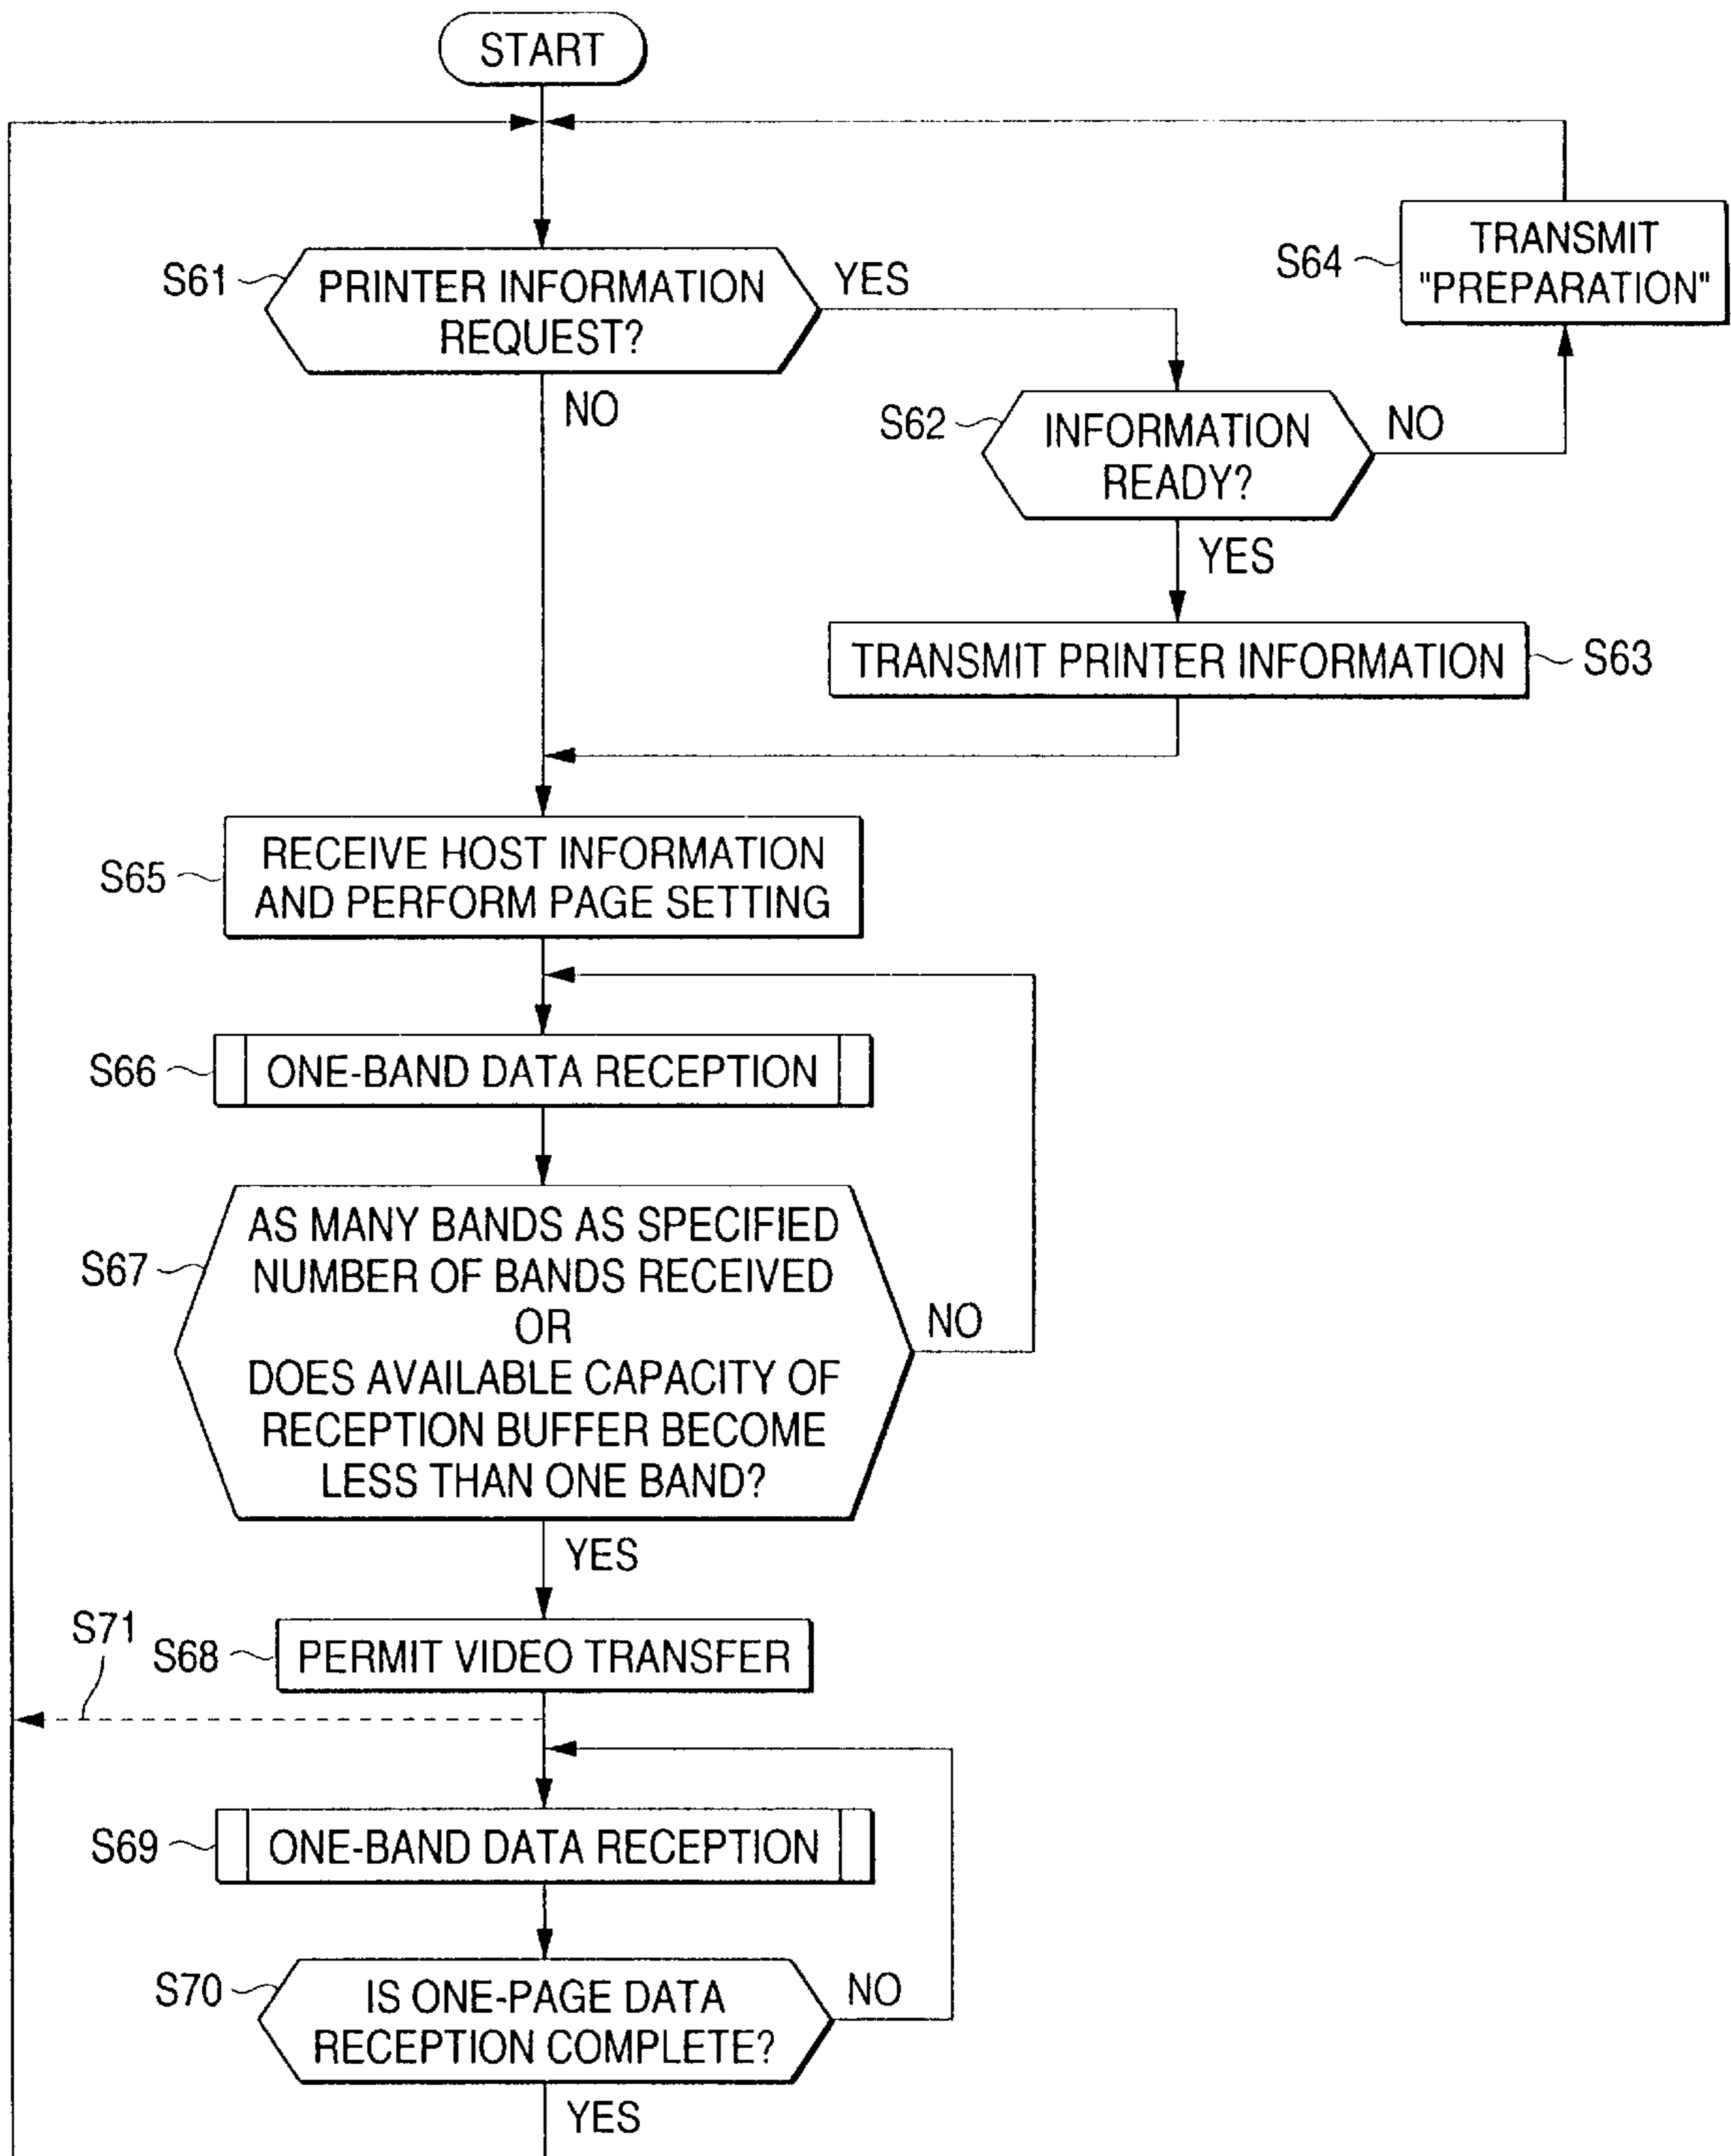 START
S61
PRINTER INFORMATION
REQUEST?
YES
NO
S64
TRANSMIT
"PREPARATION"
S62
INFORMATION
READY?
NO
YES
TRANSMIT PRINTER INFORMATION
S63
S65
RECEIVE HOST INFORMATION
AND PERFORM PAGE SETTING
S66
ONE-BAND DATA RECEPTION
S67
AS MANY BANDS AS SPECIFIED
NUMBER OF BANDS RECEIVED
OR
DOES AVAILABLE CAPACITY OF
RECEPTION BUFFER BECOME
LESS THAN ONE BAND?
NO
YES
S71
S68
PERMIT VIDEO TRANSFER
S69
ONE-BAND DATA RECEPTION
S70
IS ONE-PAGE DATA
RECEPTION COMPLETE?
NO
YES